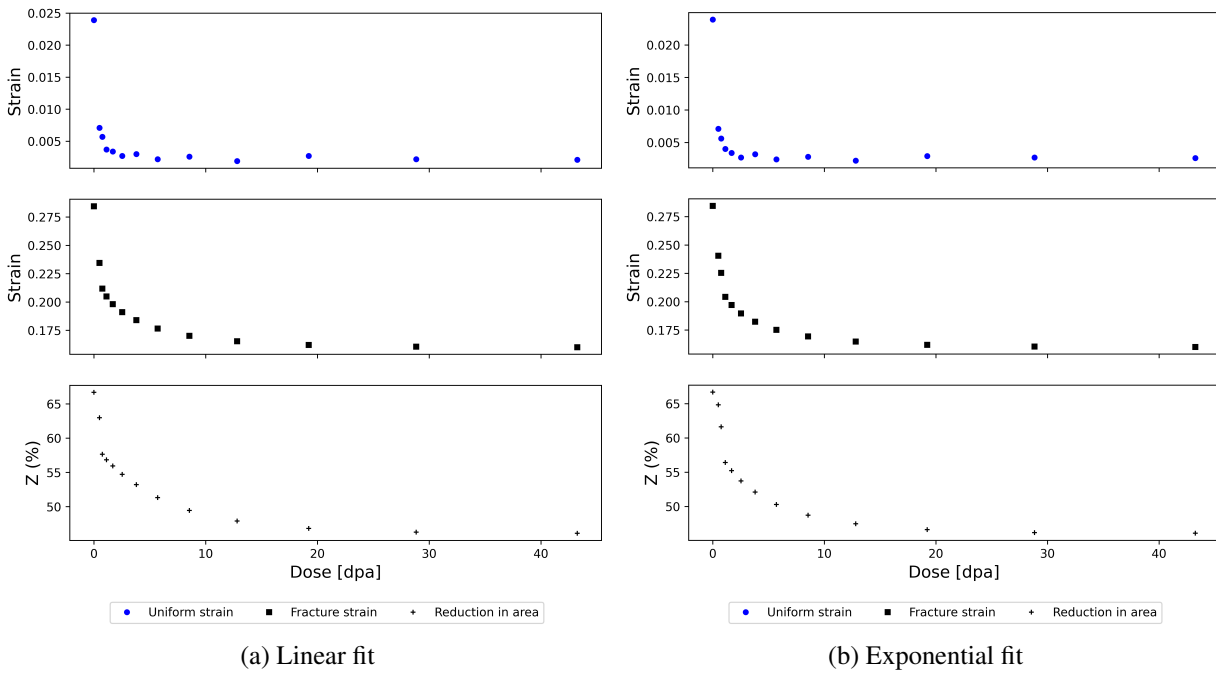 0.025
0.020
0.015
0.010
0.005
Strain
0.275
0.250
0.225
0.200
0.175
Strain
65
60
55
50
Z (%)
0 10 20 30 40
Dose [dpa]
Uniform strain Fracture strain Reduction in area
(a) Linear fit
0.020
0.015
0.010
0.005
Strain
0.275
0.250
0.225
0.200
0.175
Strain
65
60
55
50
Z (%)
0 10 20 30 40
Dose [dpa]
Uniform strain Fracture strain Reduction in area
(b) Exponential fit